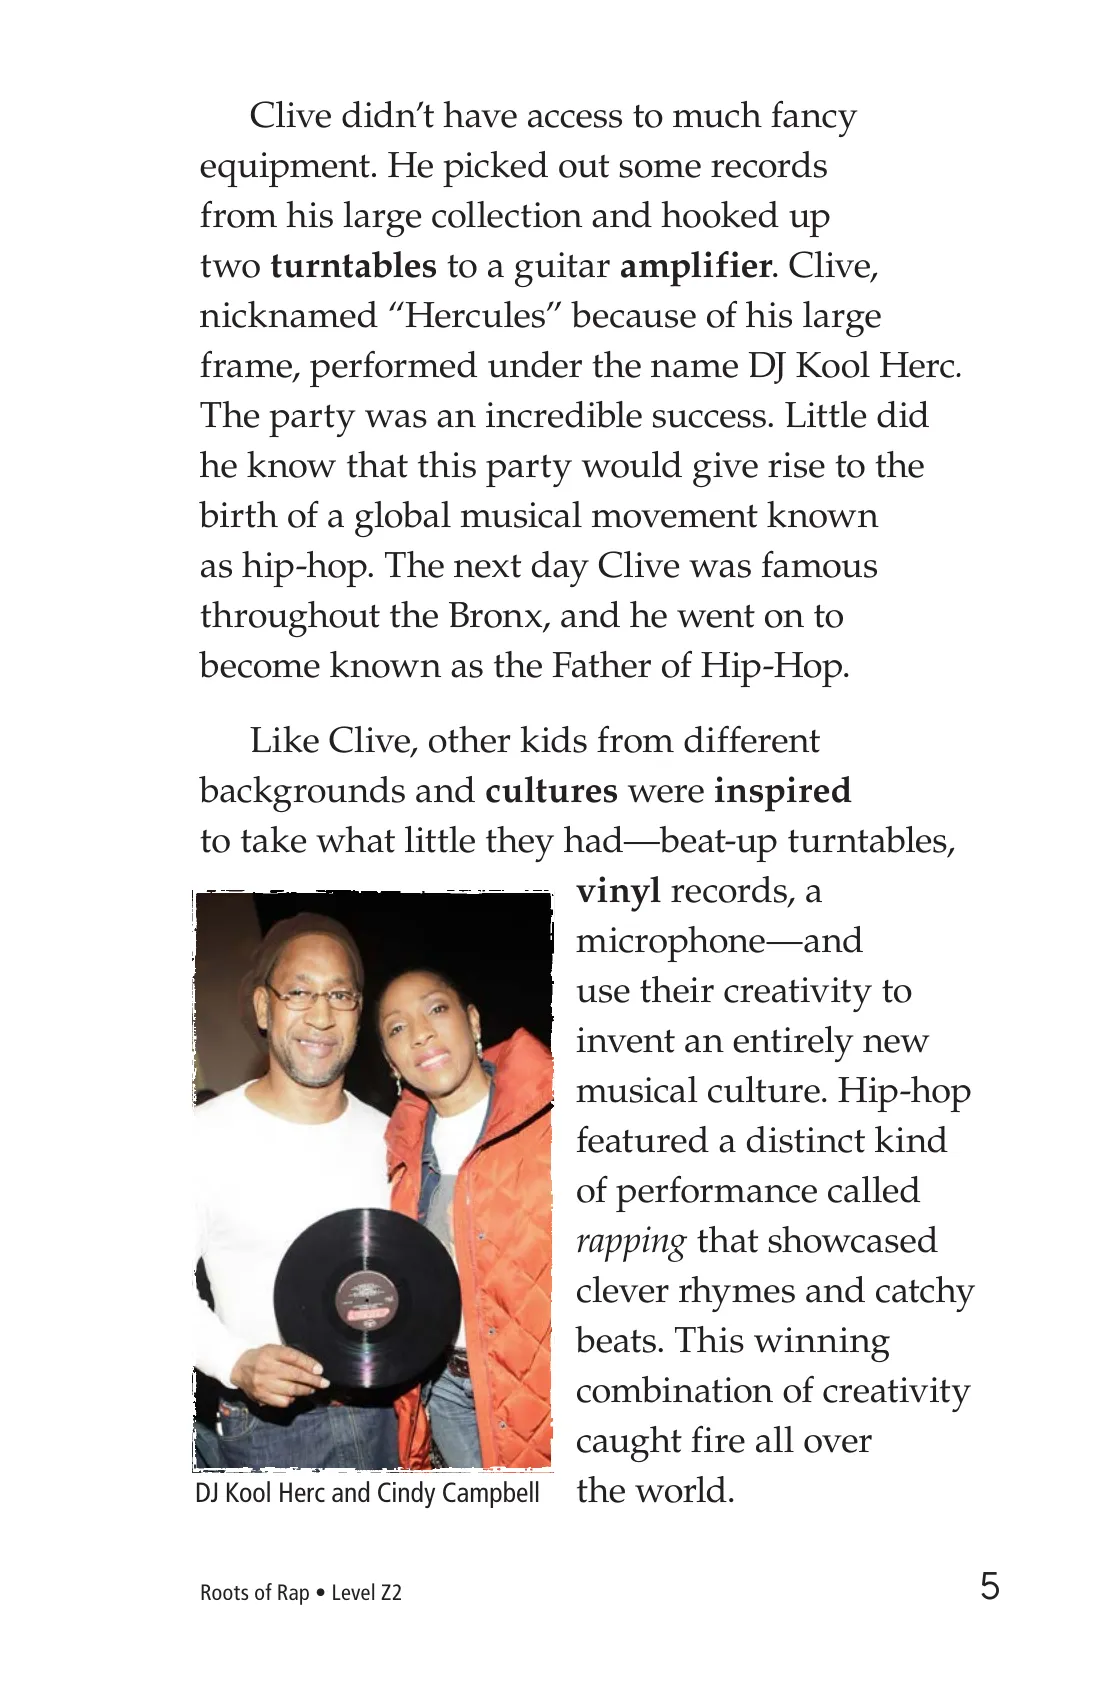 Clive didn’t have access to much fancy
equipment. He picked out some records
from his large collection and hooked up
two turntables to a guitar amplifier. Clive,
nicknamed “Hercules” because of his large
frame, performed under the name DJ Kool Herc.
The party was an incredible success. Little did
he know that this party would give rise to the
birth of a global musical movement known
as hip-hop. The next day Clive was famous
throughout the Bronx, and he went on to
become known as the Father of Hip-Hop.
Like Clive, other kids from different
backgrounds and cultures were inspired
to take what little they had—beat-up turntables,
vinyl records, a
microphone—and
use their creativity to
invent an entirely new
musical culture. Hip-hop
featured a distinct kind
of performance called
rapping that showcased
clever rhymes and catchy
beats. This winning
combination of creativity
caught fire all over
the world.
DJ Kool Herc and Cindy Campbell
Roots of Rap • Level Z2
5